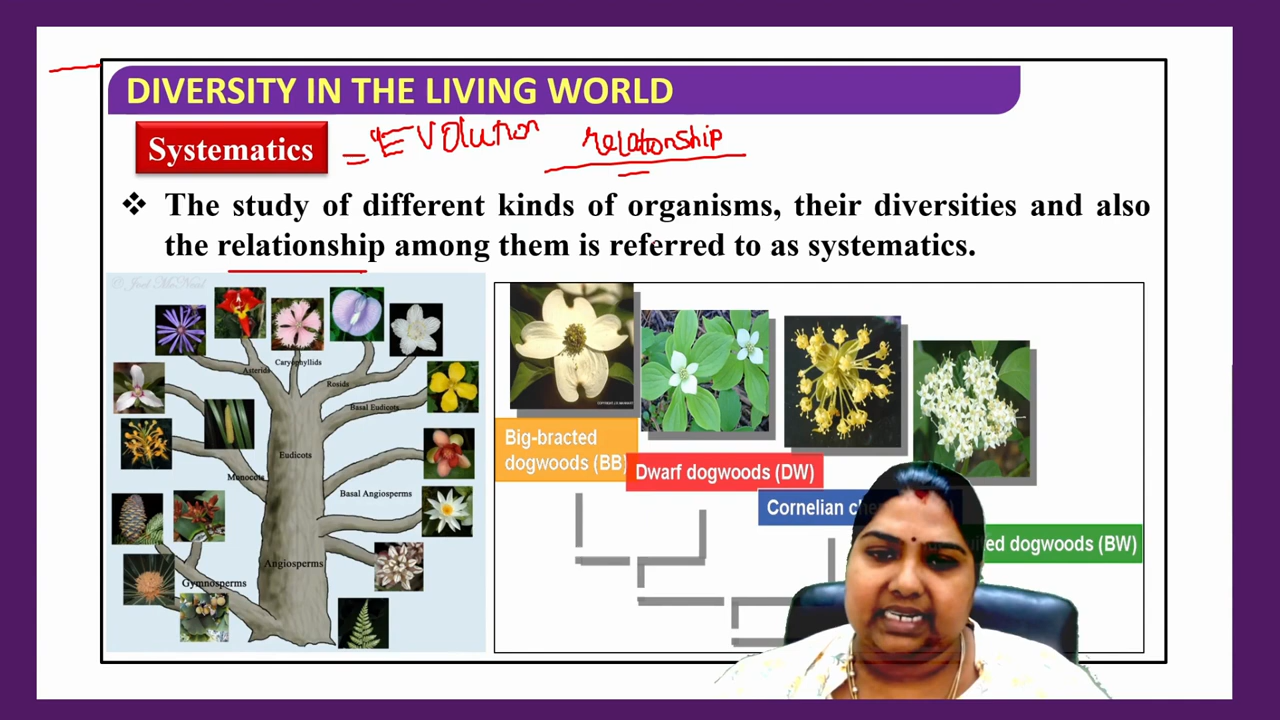 DIVERSITY IN THE LIVING WORLD
Systematics = Evolution relationship
❖ The study of different kinds of organisms, their diversities and also
the relationship among them is referred to as systematics.
Asterids
Caryophyllids
Rosids
Basal Eudicots
Eudicots
Monocots
Basal Angiosperms
Angiosperms
Gymnosperms
Big-bracted
dogwoods (BB)
Dwarf dogwoods (DW)
Cornelian
dogwoods (BW)